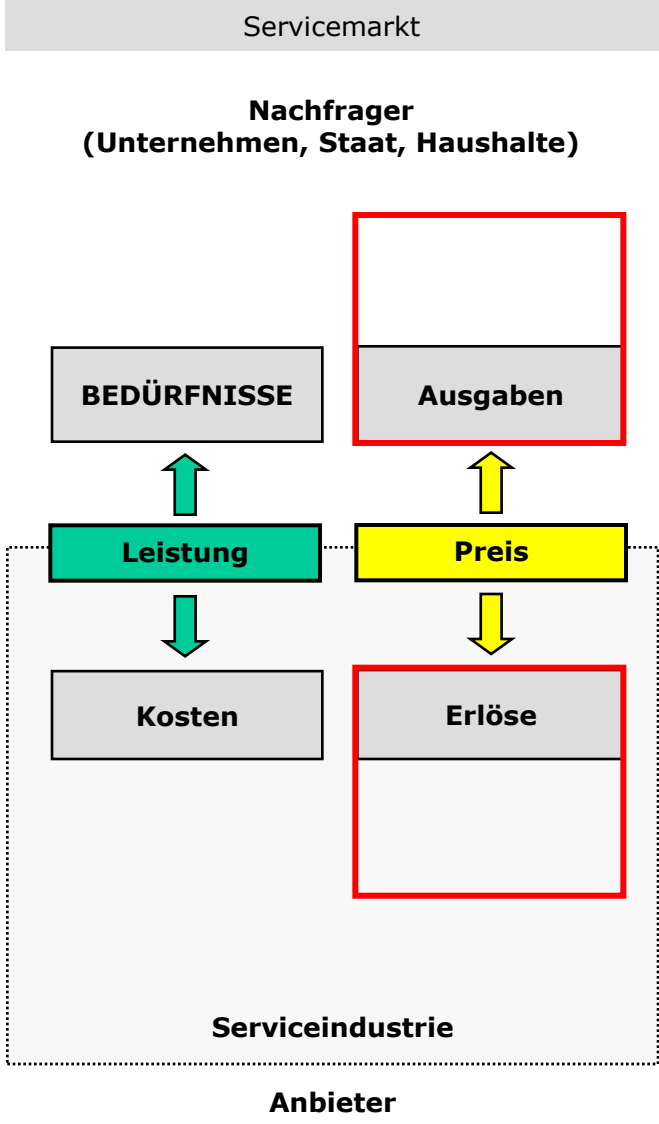 Servicemarkt
Nachfrager
(Unternehmen, Staat, Haushalte)
BEDÜRFNISSE
Ausgaben
Leistung
Preis
Kosten
Erlöse
Serviceindustrie
Anbieter